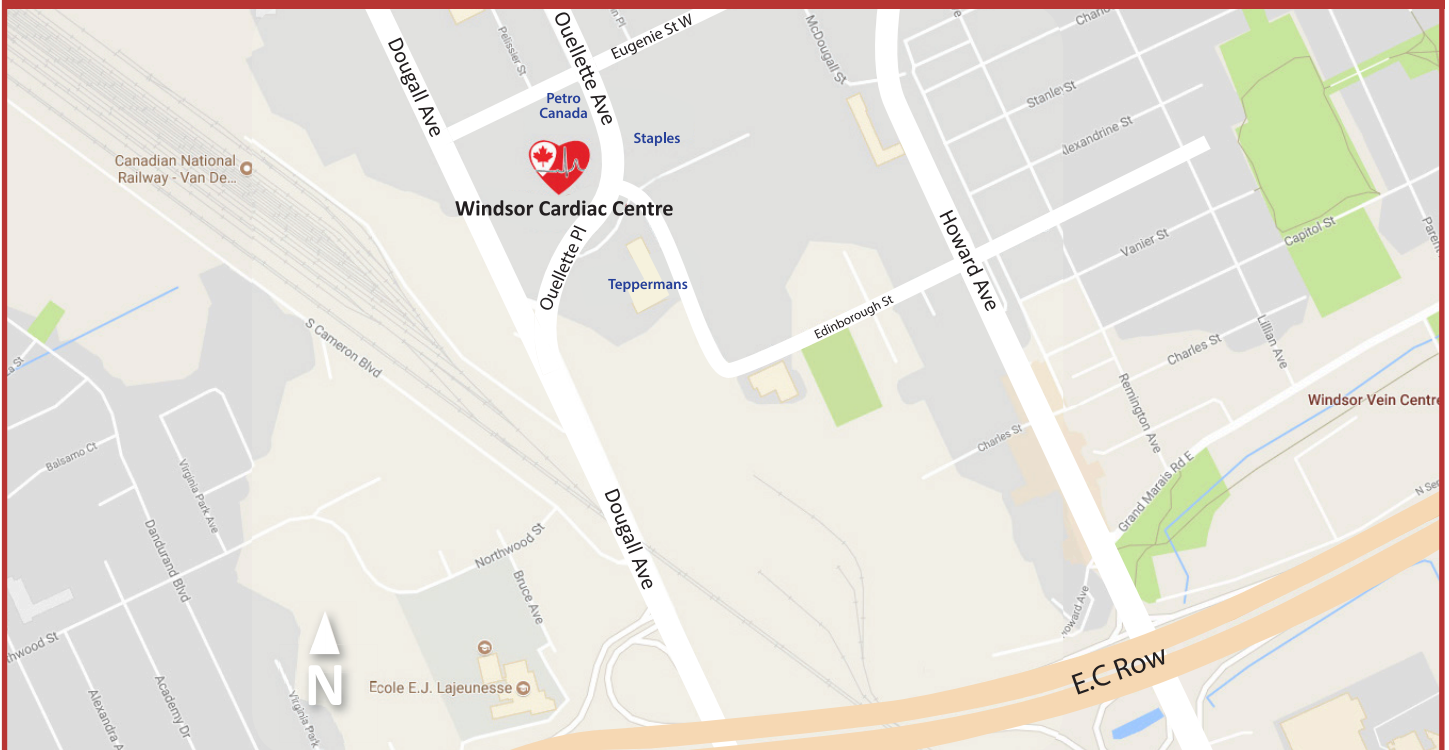 Dougall Ave
Pelissier St
Ouellette Ave
Eugenie St W
McDougall St
Stanley St
Alexandrine St
Petro
Canada
Staples
Canadian National
Railway - Van De...
Windsor Cardiac Centre
Ouellette Pl
Teppermans
Howard Ave
Vanier St
Capitol St
Edinborough St
S Cameron Blvd
Charles St
Lillian Ave
Remington Ave
Windsor Vein Centre
Charles St
Balsamo Ct
Virginia Park Ave
Grand Marais Rd E
Dougall Ave
Dandurand Blvd
Northwood St
Bruce Ave
Howard Ave
N
E.C Row
Ecole E.J. Lajeunesse
Academy Dr
Alexandra A
Virginia Park